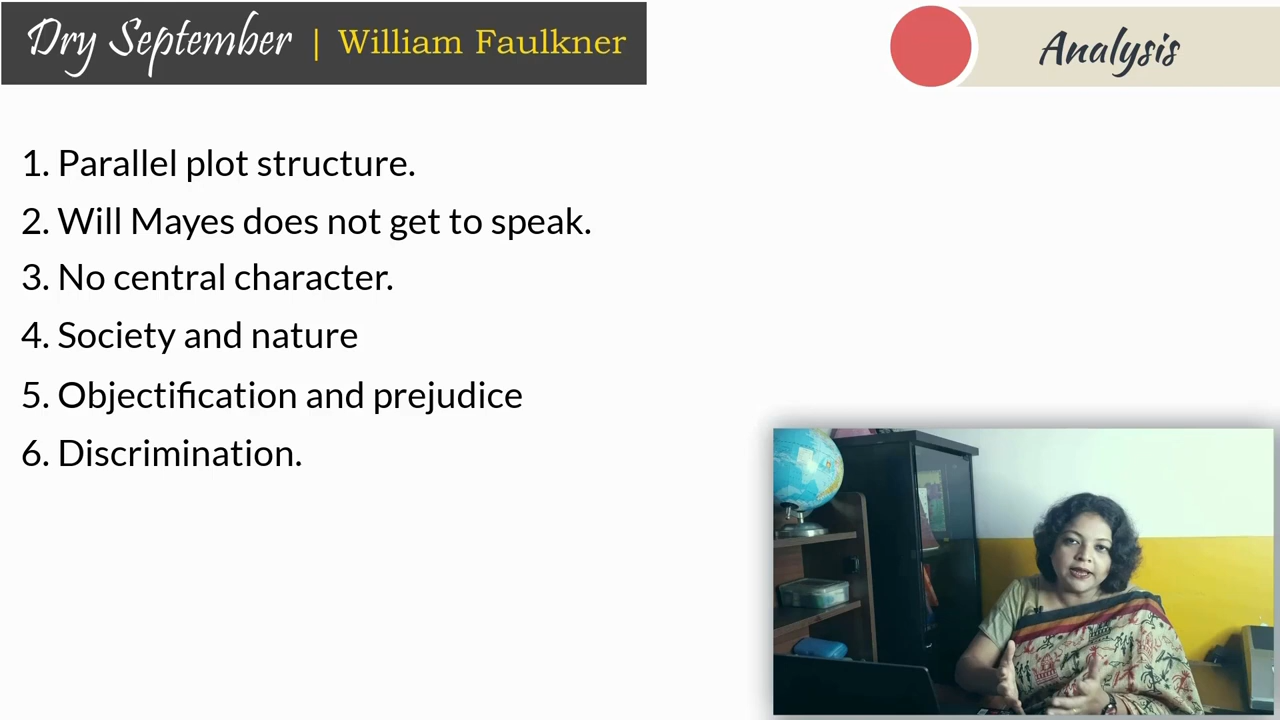 Dry September | William Faulkner
Analysis
1. Parallel plot structure.
2. Will Mayes does not get to speak.
3. No central character.
4. Society and nature
5. Objectification and prejudice
6. Discrimination.